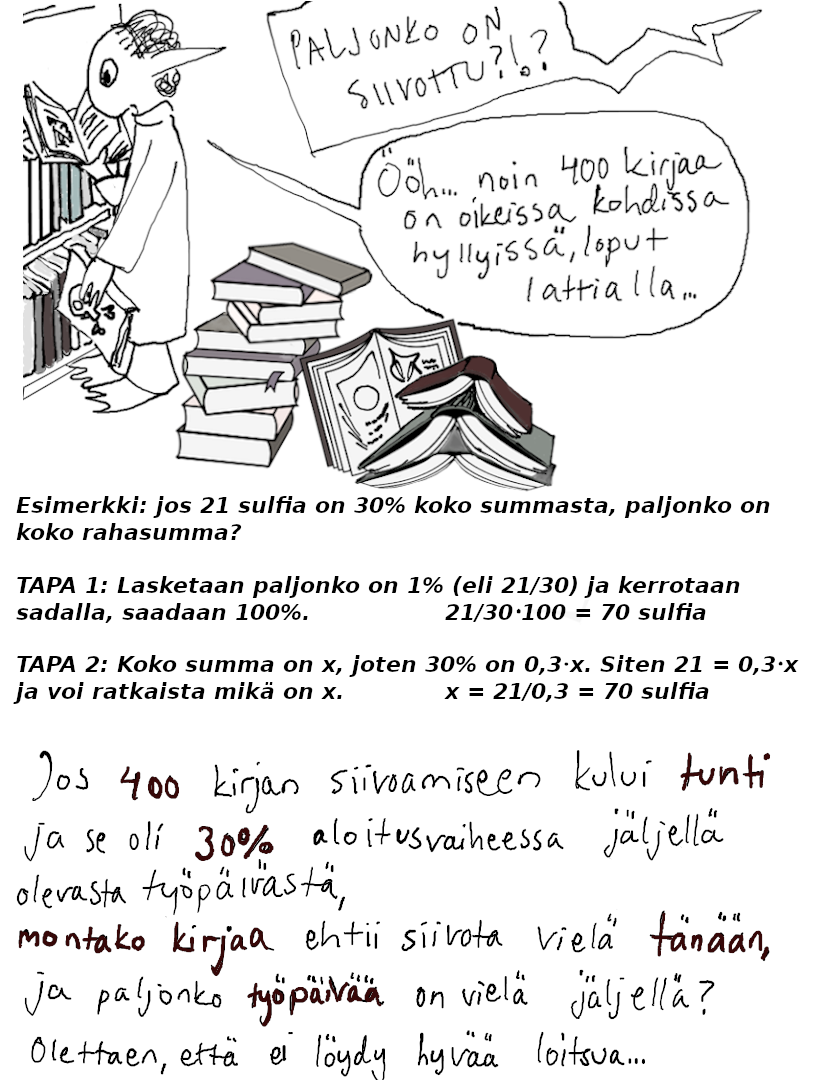 PALJONKO ON
SIIVOTTU?!?
Ööh... noin 400 kirjaa
on oikeissa kohdissa
hyllyissä, loput
lattialla...
Esimerkki: jos 21 sulfia on 30% koko summasta, paljonko on
koko rahasumma?
TAPA 1: Lasketaan paljonko on 1% (eli 21/30) ja kerrotaan
sadalla, saadaan 100%. 21/30·100 = 70 sulfia
TAPA 2: Koko summa on x, joten 30% on 0,3·x. Siten 21 = 0,3·x
ja voi ratkaista mikä on x. x = 21/0,3 = 70 sulfia
Jos 400 kirjan siivoamiseen kului tunti
ja se oli 30% aloitusvaiheessa jäljellä
olevasta työpäivästä,
montako kirjaa ehtii siivota vielä tänään,
ja paljonko työpäivää on vielä jäljellä?
Olettaen, että ei löydy hyvää loitsua...